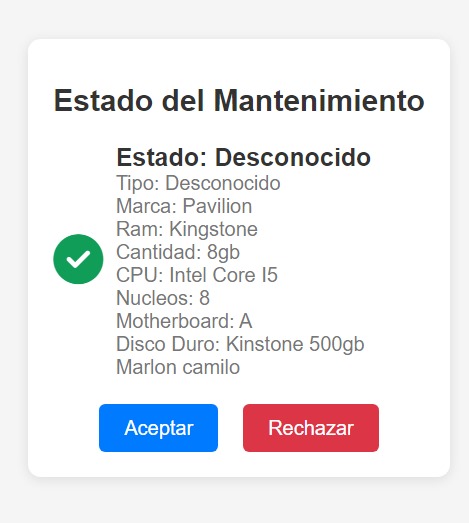 Estado del Mantenimiento
Estado: Desconocido
Tipo: Desconocido
Marca: Pavilion
Ram: Kingstone
Cantidad: 8gb
CPU: Intel Core I5
Nucleos: 8
Motherboard: A
Disco Duro: Kinstone 500gb
Marlon camilo
Aceptar
Rechazar